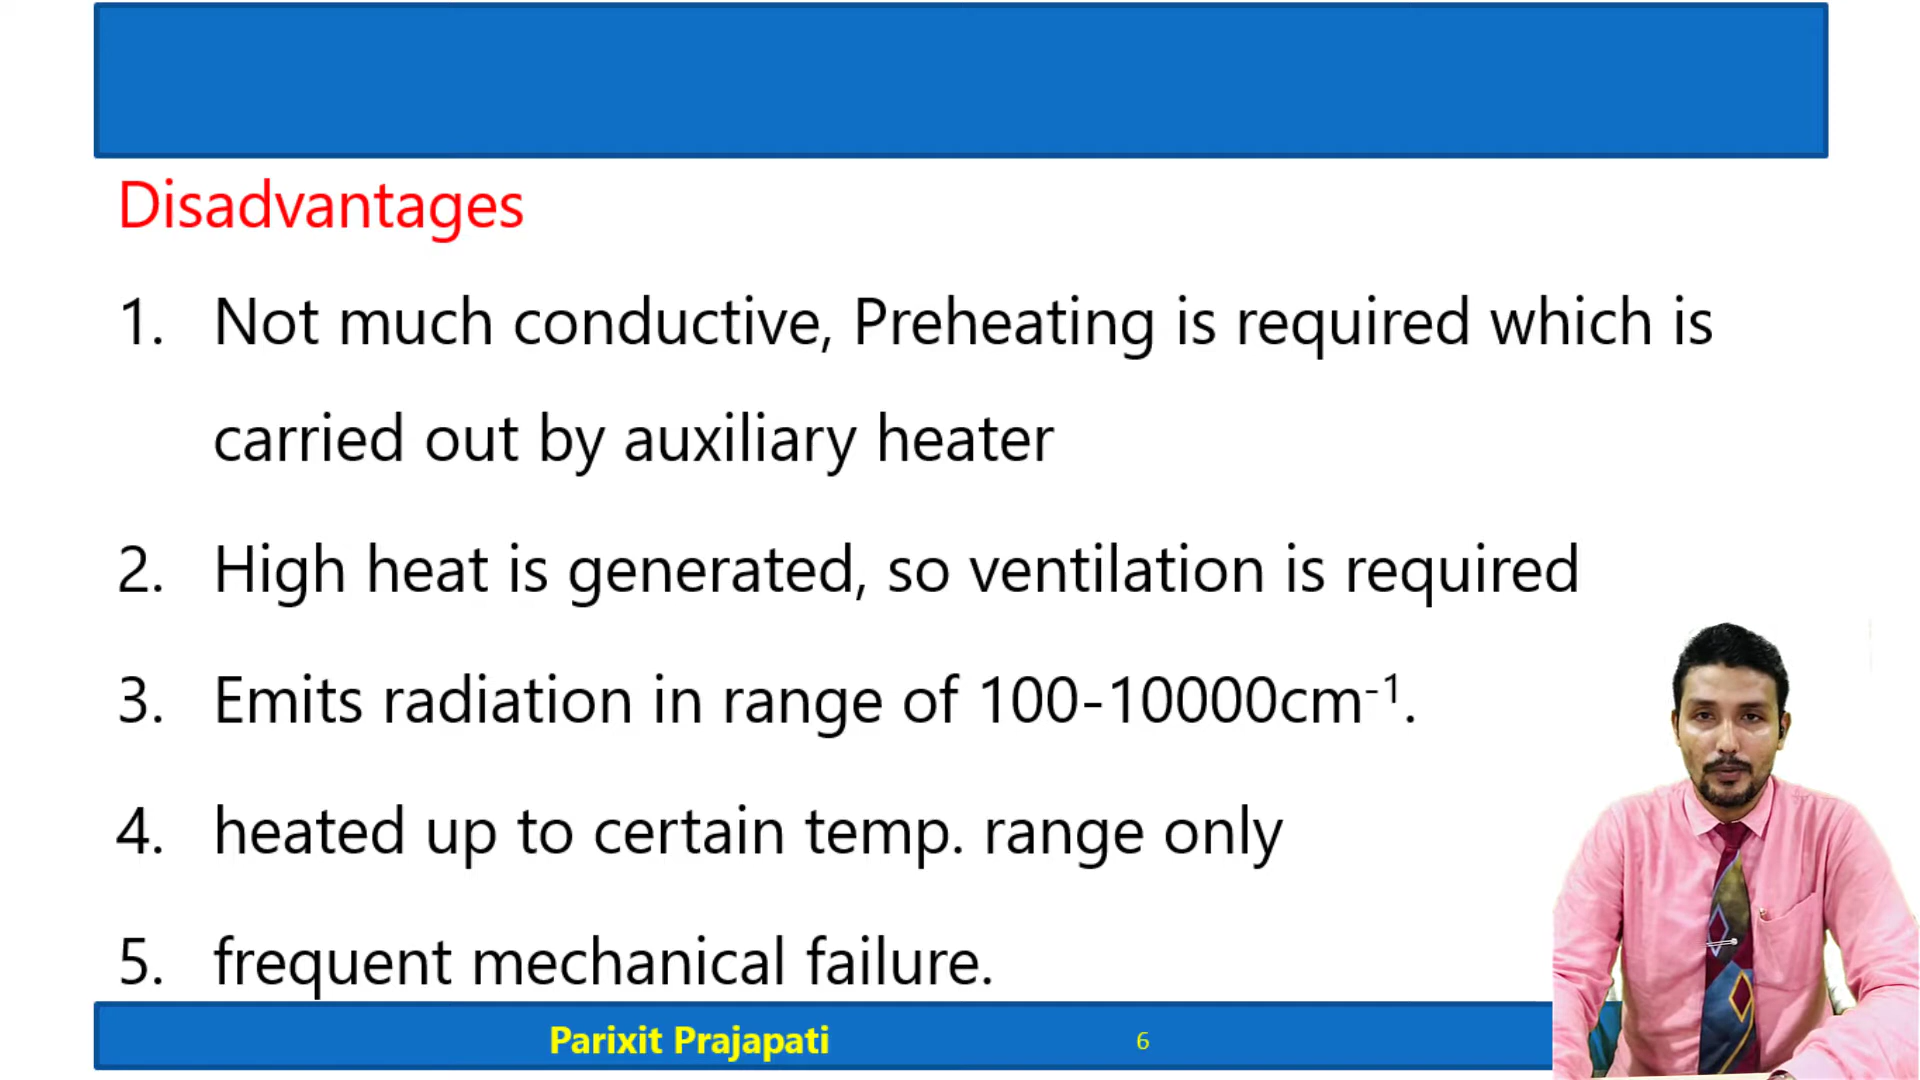 Disadvantages
1. Not much conductive, Preheating is required which is
carried out by auxiliary heater
2. High heat is generated, so ventilation is required
3. Emits radiation in range of 100-10000cm⁻¹.
4. heated up to certain temp. range only
5. frequent mechanical failure.
Parixit Prajapati 6